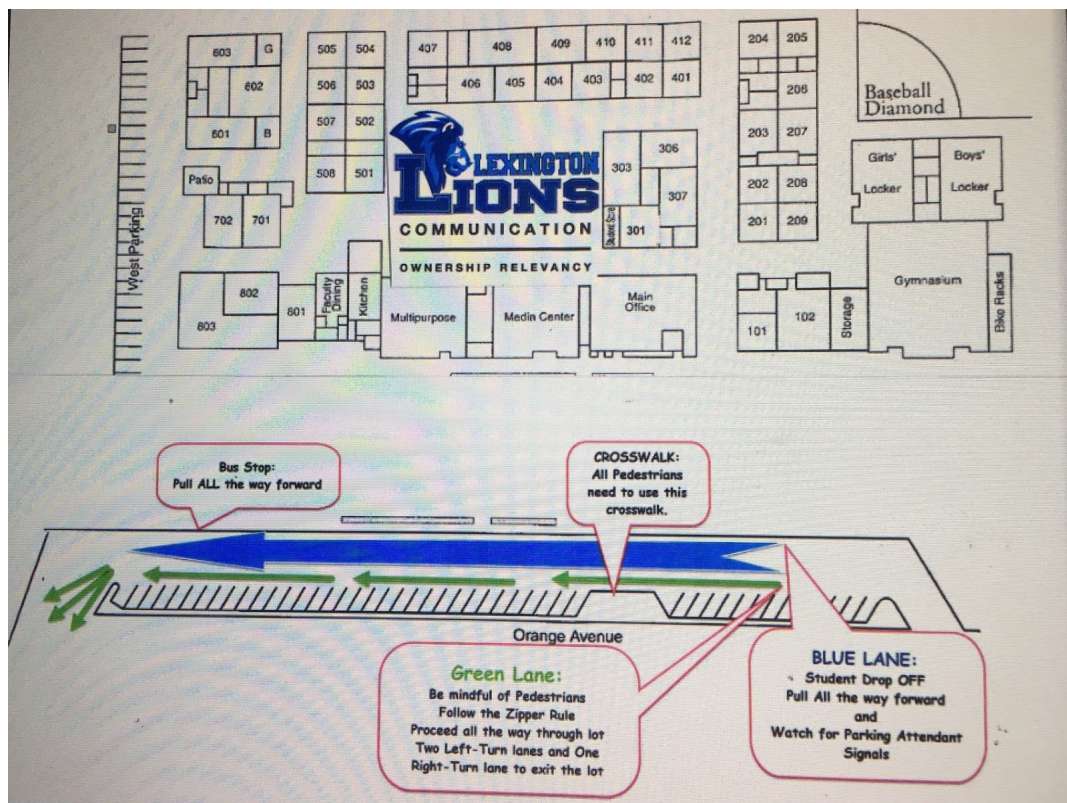 603
G
602
601
B
505
504
506
503
507
502
508
501
407
408
409
410
411
412
406
405
404
403
402
401
204
205
206
203
207
202
208
201
209
Baseball
Diamond
Girls'
Locker
Boys'
Locker
West Parking
Patio
702
701
LEXINGTON
LIONS
COMMUNICATION
OWNERSHIP RELEVANCY
303
306
307
Student Store
301
802
803
801
Faculty
Dining
Kitchen
Multipurpose
Medin Center
Main
Office
101
102
Storage
Gymnasium
Bike Racks
Bus Stop:
Pull ALL the way forward
CROSSWALK:
All Pedestrians
need to use this
crosswalk.
Orange Avenue
Green Lane:
Be mindful of Pedestrians
Follow the Zipper Rule
Proceed all the way through lot
Two Left-Turn lanes and One
Right-Turn lane to exit the lot
BLUE LANE:
Student Drop OFF
Pull All the way forward
and
Watch for Parking Attendant
Signals